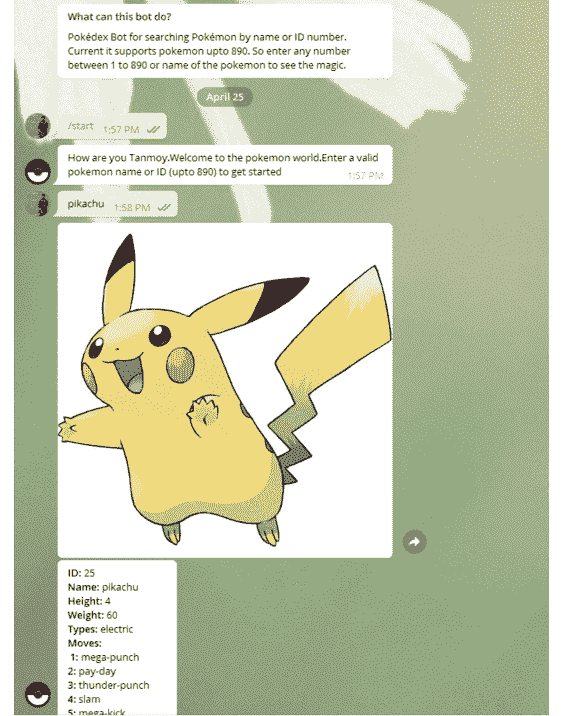 What can this bot do?
Pokédex Bot for searching Pokémon by name or ID number.
Current it supports pokemon upto 890. So enter any number
between 1 to 890 or name of the pokemon to see the magic.
April 25
/start 1:57 PM
How are you Tanmoy.Welcome to the pokemon world.Enter a valid
pokemon name or ID (upto 890) to get started
1:57 PM
pikachu 1:58 PM
ID: 25
Name: pikachu
Height: 4
Weight: 60
Types: electric
Moves:
1: mega-punch
2: pay-day
3: thunder-punch
4: slam
5: mega-kick